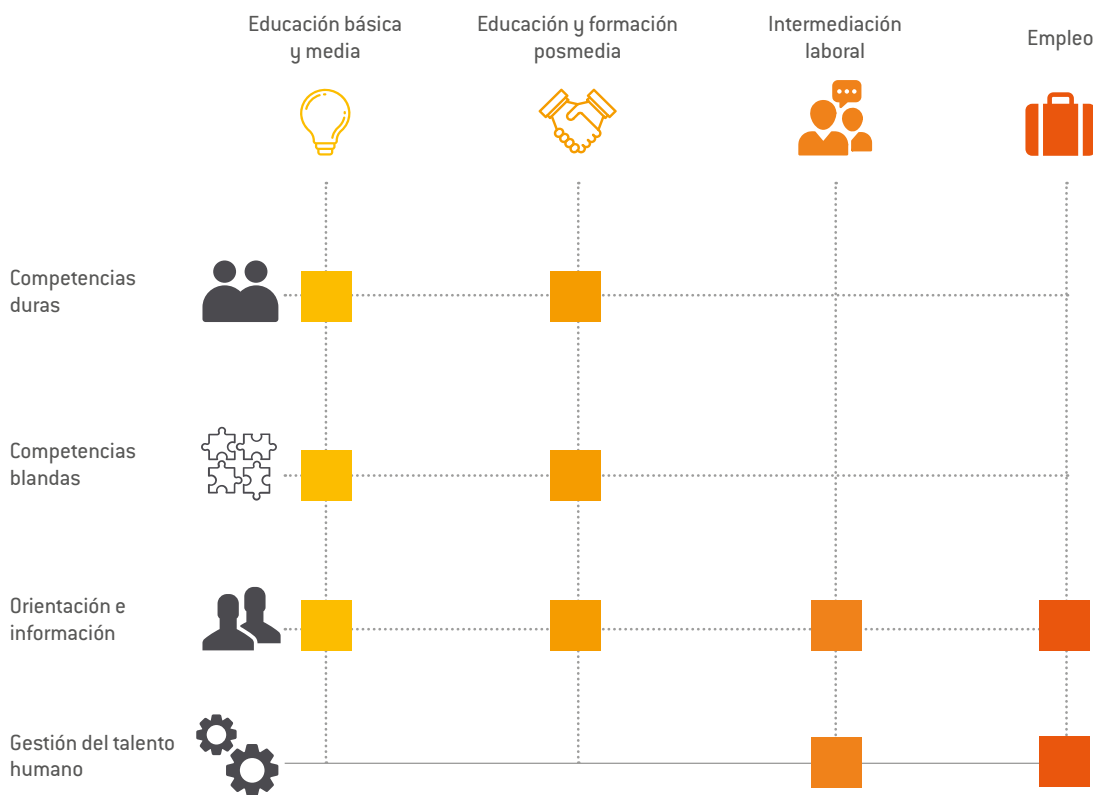 Educación básica
y media
Educación y formación
posmedia
Intermediación
laboral
Empleo
Competencias
duras
Competencias
blandas
Orientación e
información
Gestión del talento
humano